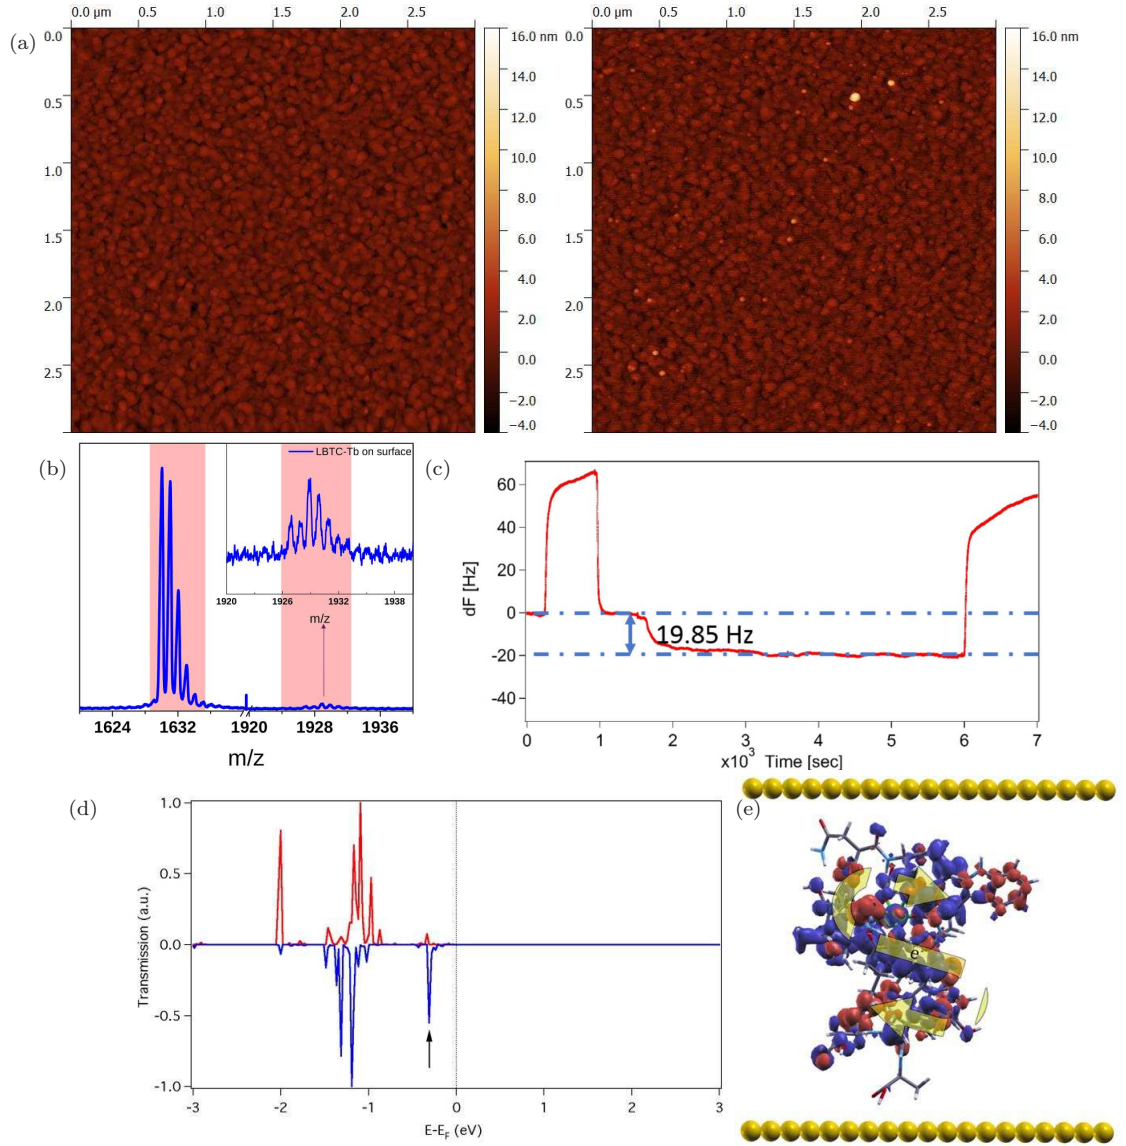 0.0 µm 0.5 1.0 1.5 2.0 2.5
0.0 µm 0.5 1.0 1.5 2.0 2.5
(a)
0.0
0.5
1.0
1.5
2.0
2.5
16.0 nm
14.0
12.0
10.0
8.0
6.0
4.0
2.0
0.0
−2.0
−4.0
0.0
0.5
1.0
1.5
2.0
2.5
16.0 nm
14.0
12.0
10.0
8.0
6.0
4.0
2.0
0.0
−2.0
−4.0
(b)
LBTC-Tb on surface
1920 1926 1932 1938
m/z
1624 1632 1920 1928 1936
m/z
(c)
60
40
20
0
-20
-40
dF [Hz]
19.85 Hz
0 1 2 3 4 5 6 7
x10³ Time [sec]
(d)
1.0
0.5
0.0
-0.5
-1.0
Transmission (a.u.)
-3 -2 -1 0 1 2 3
E-E_F (eV)
(e)
e